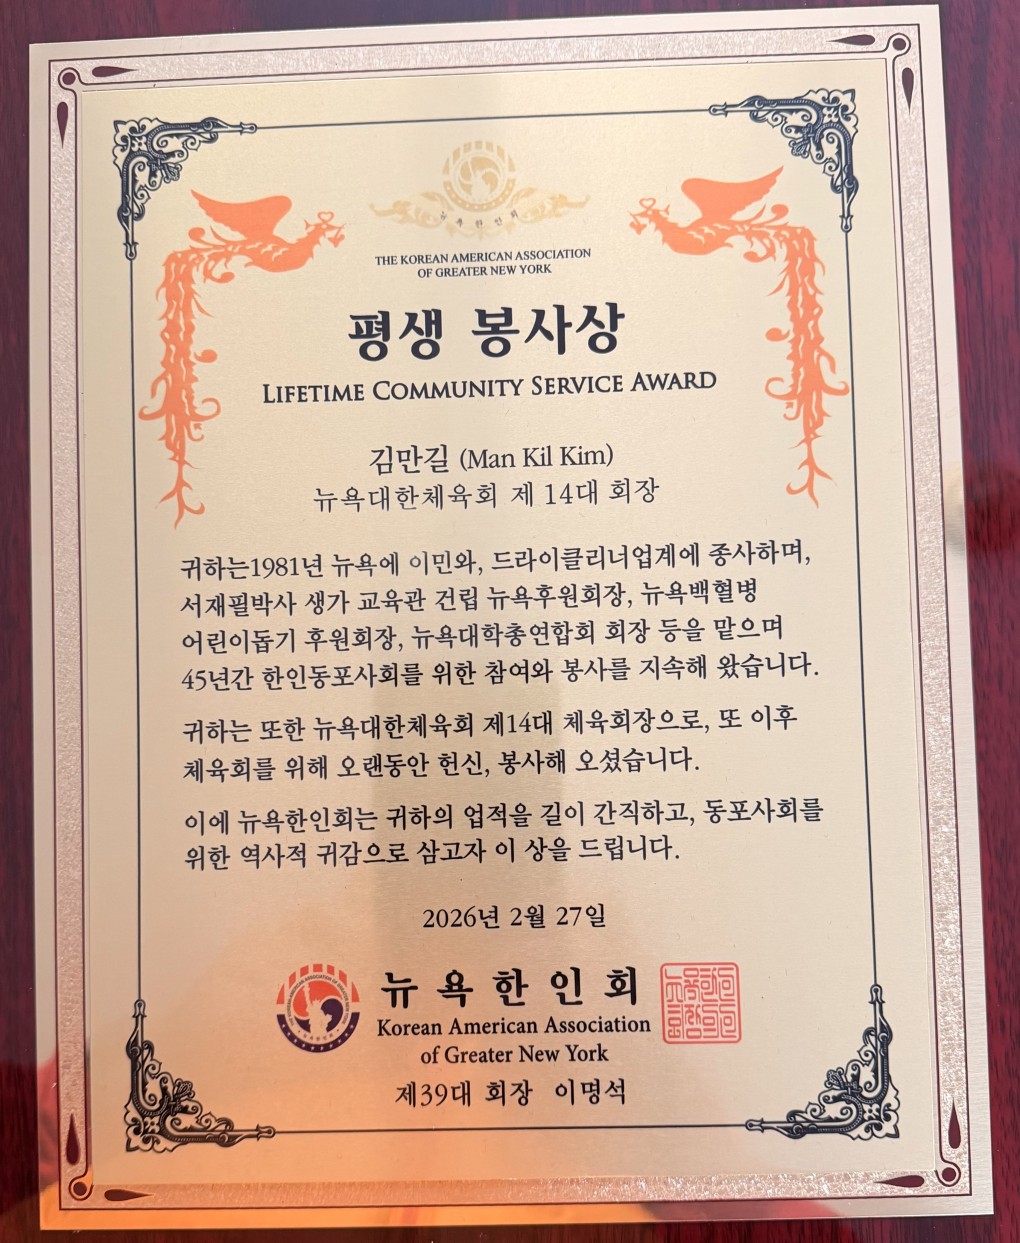 뉴욕한인회
THE KOREAN AMERICAN ASSOCIATION
OF GREATER NEW YORK
평생 봉사상
LIFETIME COMMUNITY SERVICE AWARD
김만길 (Man Kil Kim)
뉴욕대한체육회 제 14대 회장
귀하는1981년 뉴욕에 이민와, 드라이클리너업계에 종사하며,
서재필박사 생가 교육관 건립 뉴욕후원회장, 뉴욕백혈병
어린이돕기 후원회장, 뉴욕대학총연합회 회장 등을 맡으며
45년간 한인동포사회를 위한 참여와 봉사를 지속해 왔습니다.
귀하는 또한 뉴욕대한체육회 제14대 체육회장으로, 또 이후
체육회를 위해 오랜동안 헌신, 봉사해 오셨습니다.
이에 뉴욕한인회는 귀하의 업적을 길이 간직하고, 동포사회를
위한 역사적 귀감으로 삼고자 이 상을 드립니다.
2026년 2월 27일
뉴욕한인회
Korean American Association
of Greater New York
제39대 회장 이명석